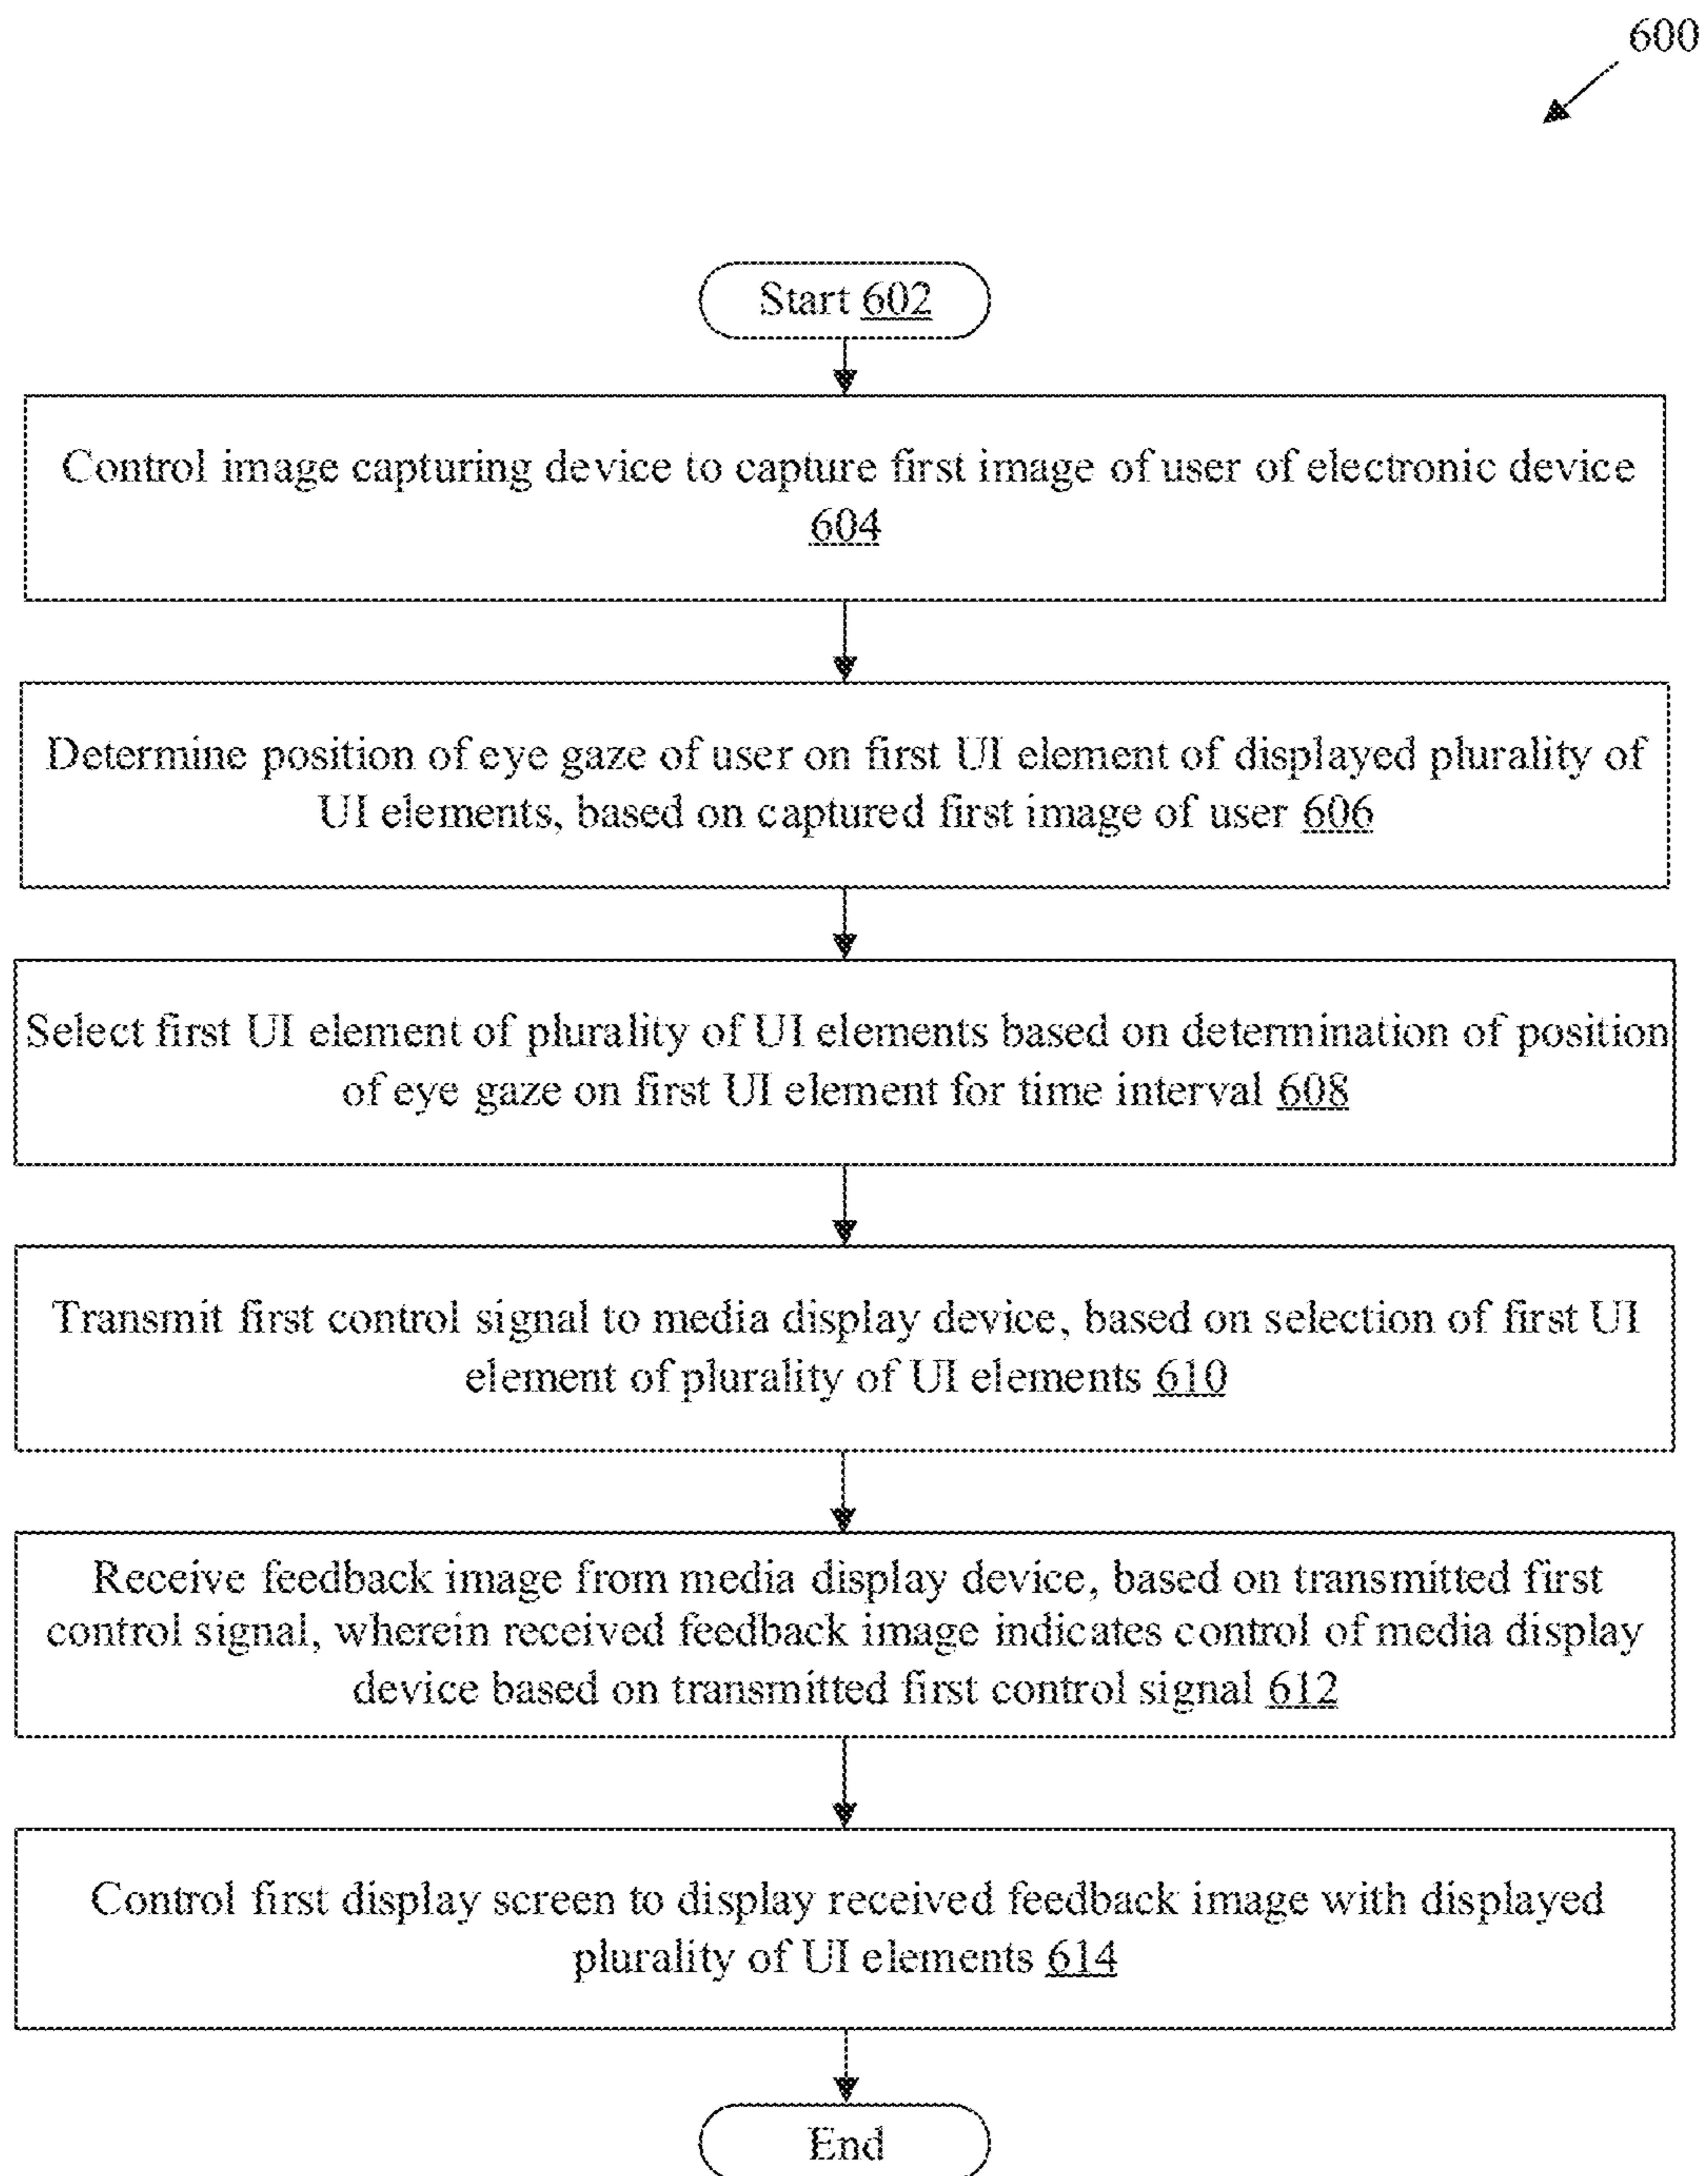 600
Start 602
Control image capturing device to capture first image of user of electronic device
604
Determine position of eye gaze of user on first UI element of displayed plurality of
UI elements, based on captured first image of user 606
Select first UI element of plurality of UI elements based on determination of position
of eye gaze on first UI element for time interval 608
Transmit first control signal to media display device, based on selection of first UI
element of plurality of UI elements 610
Receive feedback image from media display device, based on transmitted first
control signal, wherein received feedback image indicates control of media display
device based on transmitted first control signal 612
Control first display screen to display received feedback image with displayed
plurality of UI elements 614
End